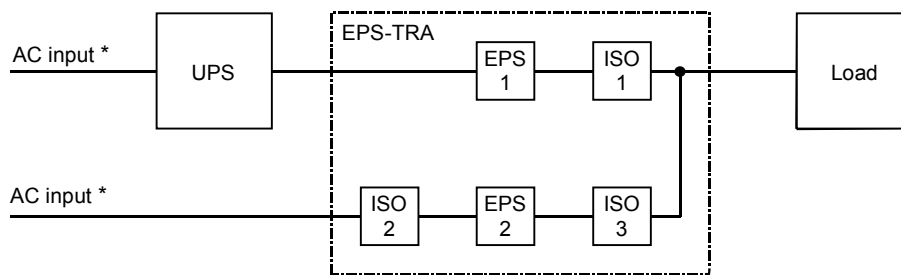 EPS-TRA
AC input *
UPS
EPS
1
ISO
1
Load
AC input *
ISO
2
EPS
2
ISO
3